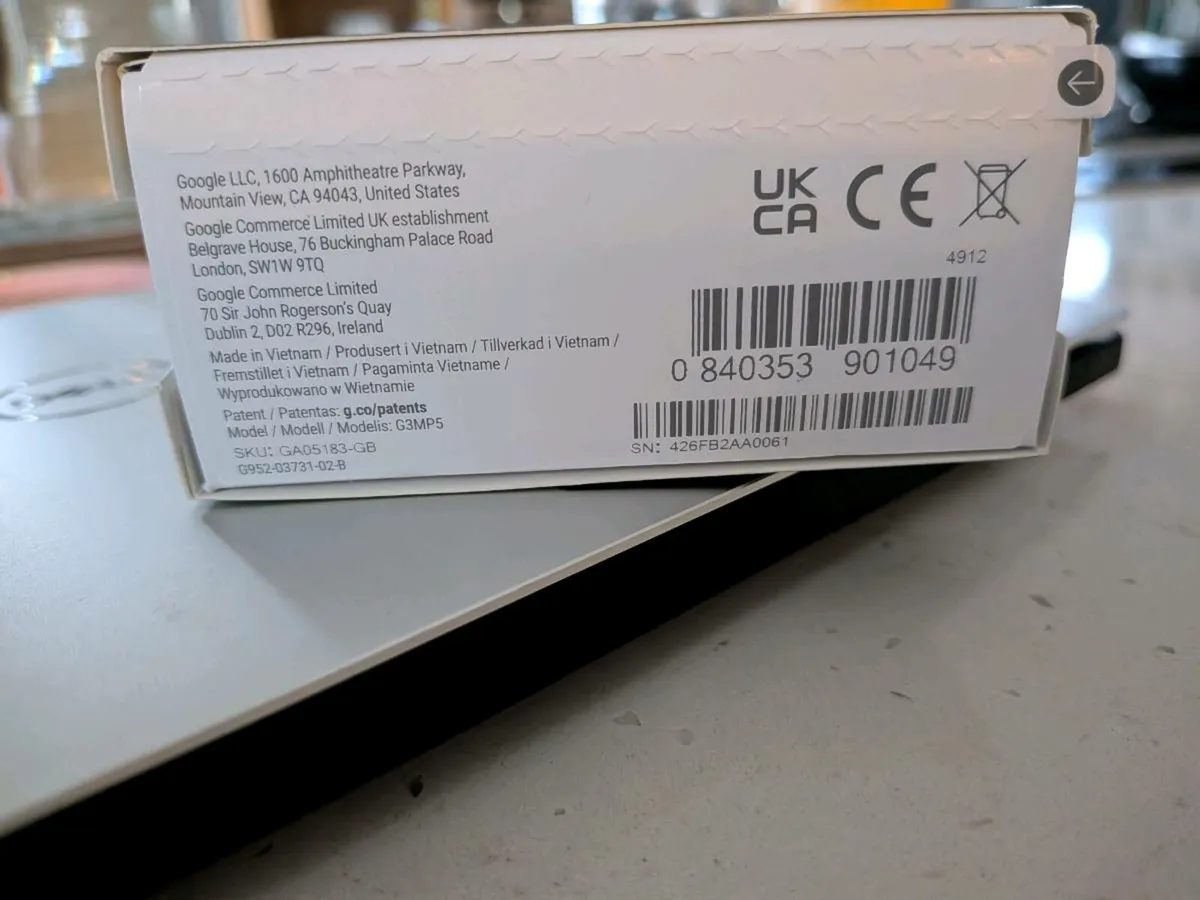 Google LLC, 1600 Amphitheatre Parkway,
Mountain View, CA 94043, United States
Google Commerce Limited UK establishment
Belgrave House, 76 Buckingham Palace Road
London, SW1W 9TQ
Google Commerce Limited
70 Sir John Rogerson's Quay
Dublin 2, D02 R296, Ireland
Made in Vietnam / Produsert i Vietnam / Tillverkad i Vietnam /
Fremstillet i Vietnam / Pagaminta Vietname /
Wyprodukowano w Wietnamie
Patent / Patentas: g.co/patents
Model / Modell / Modelis: G3MP5
SKU: GA05183-GB
G952-03731-02-B
UK
CA
CE
4912
0 840353 901049
SN: 426FB2AA0061